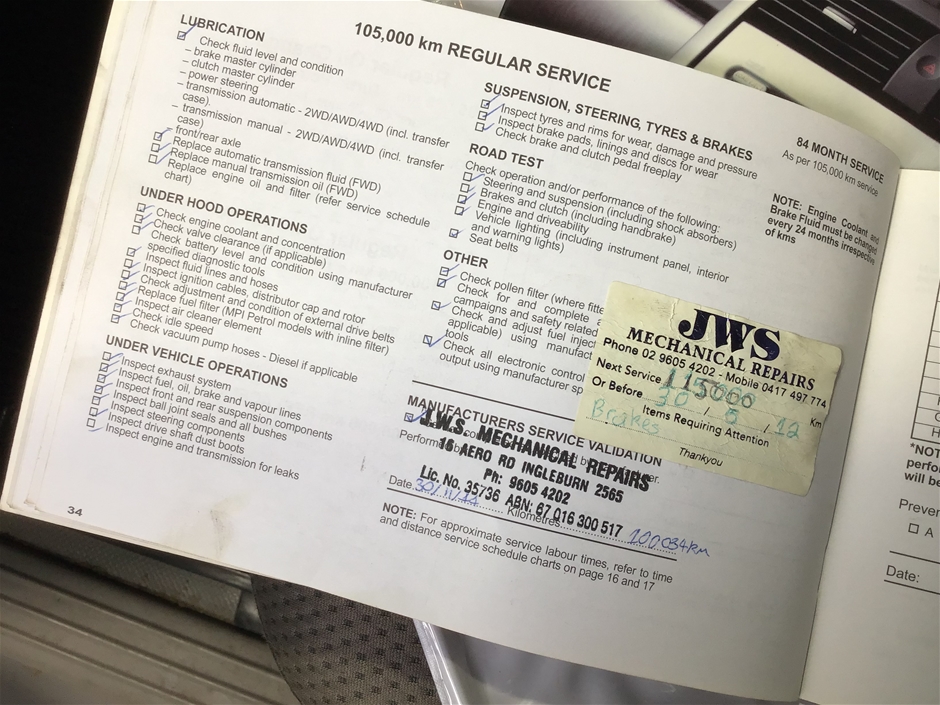 105,000 km REGULAR SERVICE
LUBRICATION
Check fluid level and condition
– brake master cylinder
– clutch master cylinder
– power steering
– transmission automatic - 2WD/AWD/4WD (incl. transfer
case).
– transmission manual - 2WD/AWD/4WD (incl. transfer
case)
– front/rear axle
Replace automatic transmission fluid (FWD)
Replace manual transmission oil (FWD)
Replace engine oil and filter (refer service schedule
chart)
UNDER HOOD OPERATIONS
Check engine coolant and concentration
Check valve clearance (if applicable)
Check battery level and condition using manufacturer
specified diagnostic tools
Inspect fluid lines and hoses
Inspect ignition cables, distributor cap and rotor
Check adjustment and condition of external drive belts
Replace fuel filter (MPI Petrol models with inline filter)
Inspect air cleaner element
Check idle speed
Check vacuum pump hoses - Diesel if applicable
UNDER VEHICLE OPERATIONS
Inspect exhaust system
Inspect fuel, oil, brake and vapour lines
Inspect front and rear suspension components
Inspect ball joint seals and all bushes
Inspect steering components
Inspect drive shaft dust boots
Inspect engine and transmission for leaks
34
SUSPENSION, STEERING, TYRES & BRAKES
Inspect tyres and rims for wear, damage and pressure
Inspect brake pads, linings and discs for wear
Check brake and clutch pedal freeplay
ROAD TEST
Check operation and/or performance of the following:
Steering and suspension (including shock absorbers)
Brakes and clutch (including handbrake)
Engine and driveability
Vehicle lighting (including instrument panel, interior
and warning lights)
Seat belts
OTHER
Check pollen filter (where fitte
Check for and complete a
campaigns and safety related
Check and adjust fuel injec
applicable) using manufac
tools
Check all electronic control
output using manufacturer sp
MANUFACTURERS SERVICE VALIDATION
J.W.S. MECHANICAL REPAIRS
16 AERO RD INGLEBURN 2565
Ph: 9605 4202
Lic. No. 35736 ABN: 67 016 300 517
Date 30/11/
Kilometres 100034km
NOTE: For approximate service labour times, refer to time
and distance service schedule charts on page 16 and 17
84 MONTH SERVICE
As per 105,000 km service
NOTE: Engine Coolant and
Brake Fluid must be changed
every 24 months irrespective
of kms
JWS
MECHANICAL REPAIRS
Phone 02 9605 4202 - Mobile 0417 497 774
Next Service 115000 Km
Or Before 30 / 5 / 12
Items Requiring Attention
Brakes
Thankyou
*NOT
perfo
will be
Preven
A
Date: